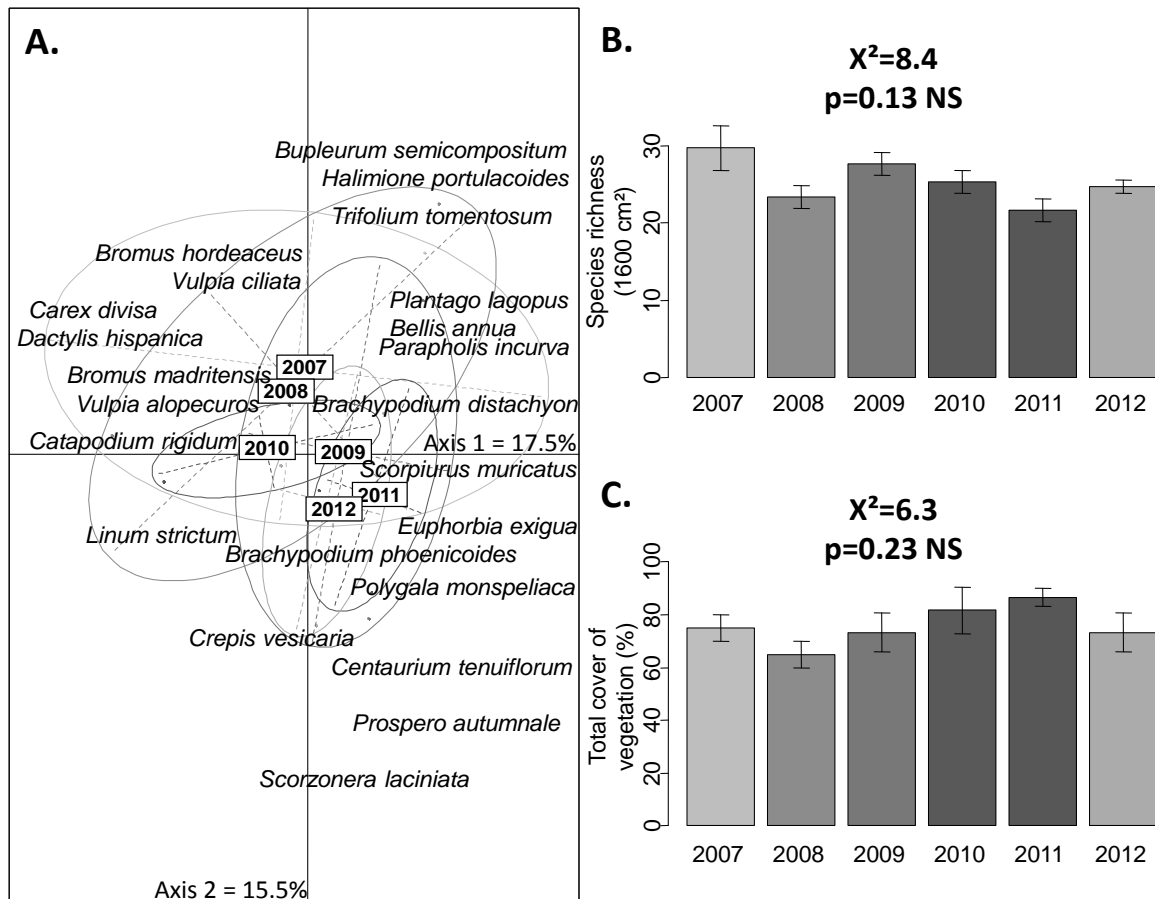 A.
Bupleurum semicompositum
Halimione portulacoides
Trifolium tomentosum
Bromus hordeaceus
Vulpia ciliata
Carex divisa
Plantago lagopus
Bellis annua
Dactylis hispanica
Parapholis incurva
2007
Bromus madritensis
2008
Vulpia alopecuros
Brachypodium distachyon
Catapodium rigidum
2010
2009
Axis 1 = 17.5%
Scorpiurus muricatus
2011
2012
Linum strictum
Euphorbia exigua
Brachypodium phoenicoides
Polygala monspeliaca
Crepis vesicaria
Centaurium tenuiflorum
Prospero autumnale
Scorzonera laciniata
Axis 2 = 15.5%
B.
X²=8.4
p=0.13 NS
Species richness
(1600 cm²)
30
20
10
0
2007 2008 2009 2010 2011 2012
C.
X²=6.3
p=0.23 NS
Total cover of
vegetation (%)
100
80
60
40
20
0
2007 2008 2009 2010 2011 2012